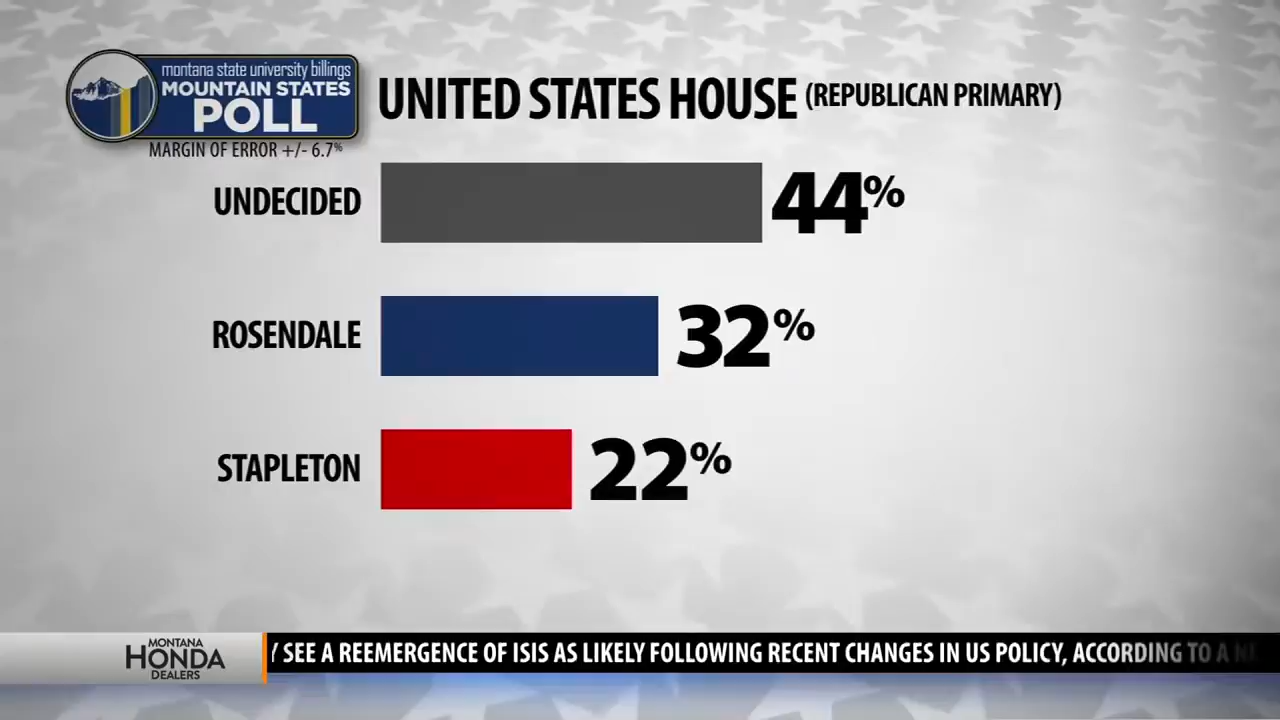 montana state university billings
MOUNTAIN STATES
POLL
UNITED STATES HOUSE (REPUBLICAN PRIMARY)
MARGIN OF ERROR +/- 6.7%
UNDECIDED 44%
ROSENDALE 32%
STAPLETON 22%
MONTANA
HONDA
DEALERS
SEE A REEMERGENCE OF ISIS AS LIKELY FOLLOWING RECENT CHANGES IN US POLICY, ACCORDING TO A